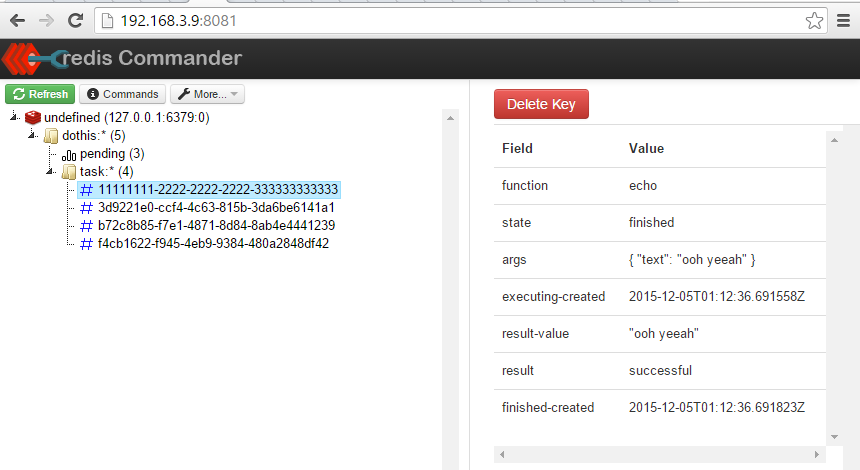 192.168.3.9:8081
redis Commander
Refresh Commands More...
undefined (127.0.0.1:6379:0)
dothis:* (5)
pending (3)
task:* (4)
11111111-2222-2222-2222-333333333333
3d9221e0-ccf4-4c63-815b-3da6be6141a1
b72c8b85-f7e1-4871-8d84-8ab4e4441239
f4cb1622-f945-4eb9-9384-480a2848df42
Delete Key
Field Value
function echo
state finished
args { "text": "ooh yeeah" }
executing-created 2015-12-05T01:12:36.691558Z
result-value "ooh yeeah"
result successful
finished-created 2015-12-05T01:12:36.691823Z